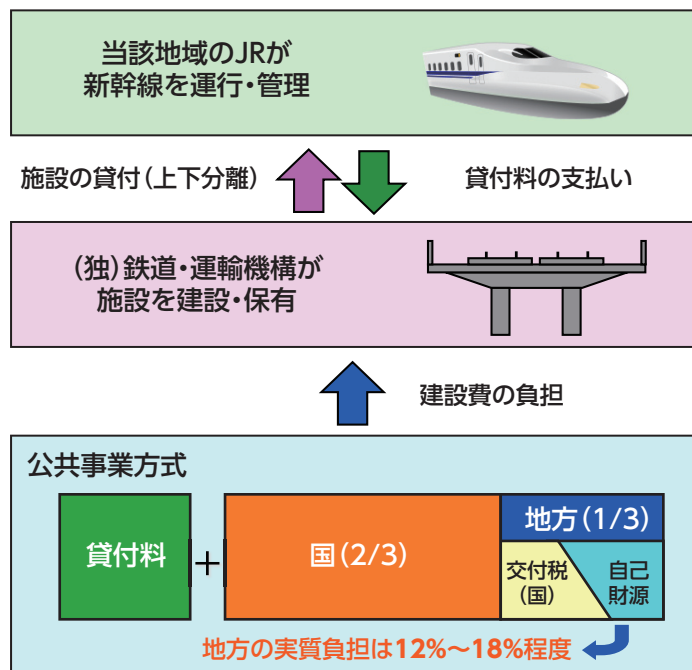 当該地域のJRが
新幹線を運行・管理
施設の貸付(上下分離)
貸付料の支払い
(独)鉄道・運輸機構が
施設を建設・保有
建設費の負担
公共事業方式
貸付料
+
国(2/3)
地方(1/3)
交付税
(国)
自己
財源
地方の実質負担は12%～18%程度